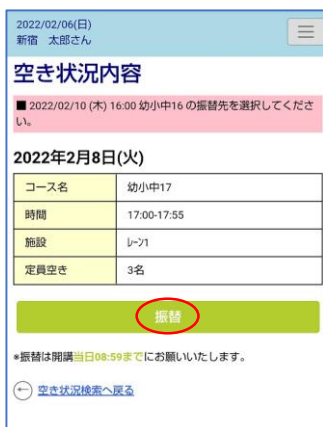 2022/02/06(日)
新宿　太郎さん
空き状況内容
■ 2022/02/10 (木) 16:00 幼小中16 の振替先を選択してくださ
い。
2022年2月8日(火)
コース名 幼小中17
時間 17:00-17:55
施設 ﾚｰﾝ1
定員空き 3名
振替
*振替は開講当日08:59までにお願いいたします。
空き状況検索へ戻る